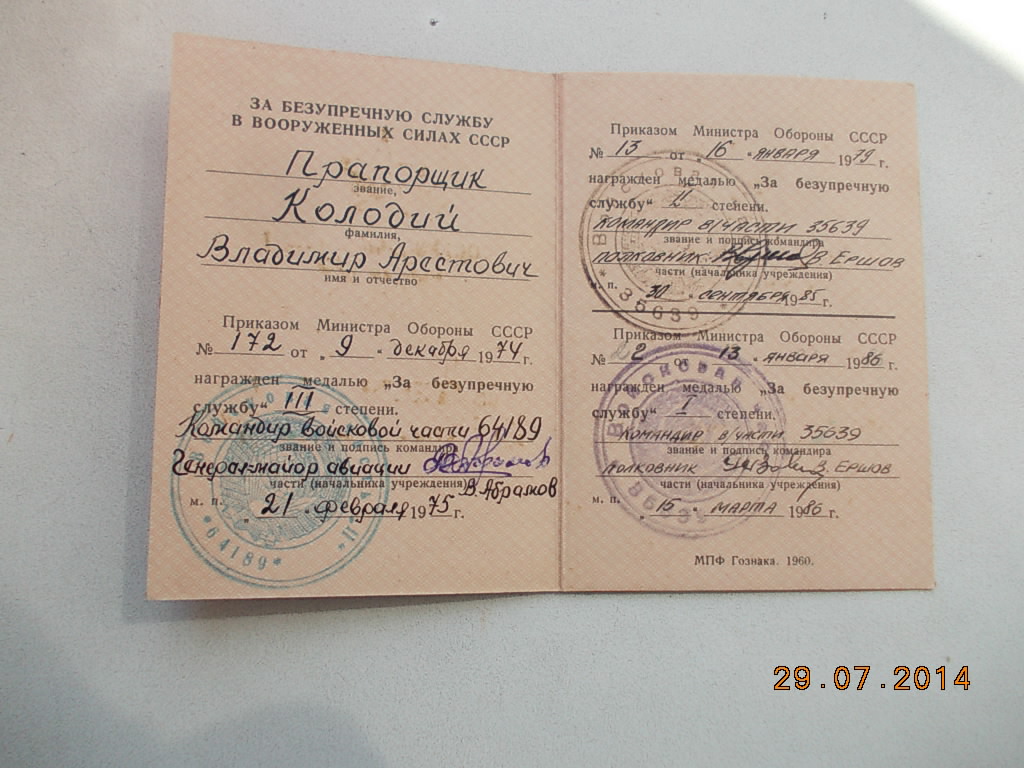 ЗА БЕЗУПРЕЧНУЮ СЛУЖБУ
В ВООРУЖЕННЫХ СИЛАХ СССР
Прапорщик
звание,
Колодий
фамилия,
Владимир Арестович
имя и отчество
Приказом Министра Обороны СССР
№ 172 от „9 " декабря 1974 г.
награжден медалью „За безупречную
службу" III степени.
Командир войсковой части 64189
звание и подпись командира
Генерал-майор авиации
части (начальника учреждения) В. Абрамов
м. п. „21 " февраля 1975 г.
*64189*
Приказом Министра Обороны СССР
№ 13 от „16 " января 1979 г.
награжден медалью „За безупречную
службу" II степени.
командир в/части 35639
звание и подпись командира
полковник В. Ершов
части (начальника учреждения)
м. п. „30 " сентября 1985 г.
* 35639 *
Приказом Министра Обороны СССР
№ 2 от „13 " января 1986 г.
награжден медалью „За безупречную
службу" I степени.
командир в/части 35639
звание и подпись командира
полковник В. Ершов
части (начальника учреждения)
м. п. „15 " марта 1986 г.
35639
МПФ Гознака. 1960.
29.07.2014